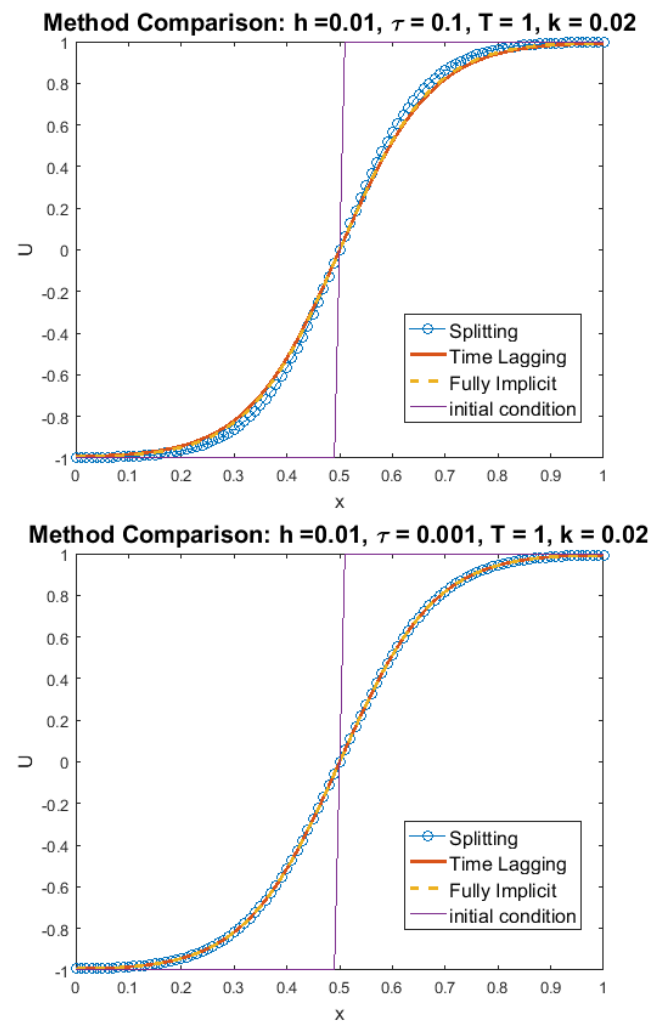 Method Comparison: h =0.01, τ = 0.1, T = 1, k = 0.02
1
0.8
0.6
0.4
0.2
0
-0.2
-0.4
-0.6
-0.8
-1
U
Splitting
Time Lagging
Fully Implicit
initial condition
0 0.1 0.2 0.3 0.4 0.5 0.6 0.7 0.8 0.9 1
x
Method Comparison: h =0.01, τ = 0.001, T = 1, k = 0.02
1
0.8
0.6
0.4
0.2
0
-0.2
-0.4
-0.6
-0.8
-1
U
Splitting
Time Lagging
Fully Implicit
initial condition
0 0.1 0.2 0.3 0.4 0.5 0.6 0.7 0.8 0.9 1
x